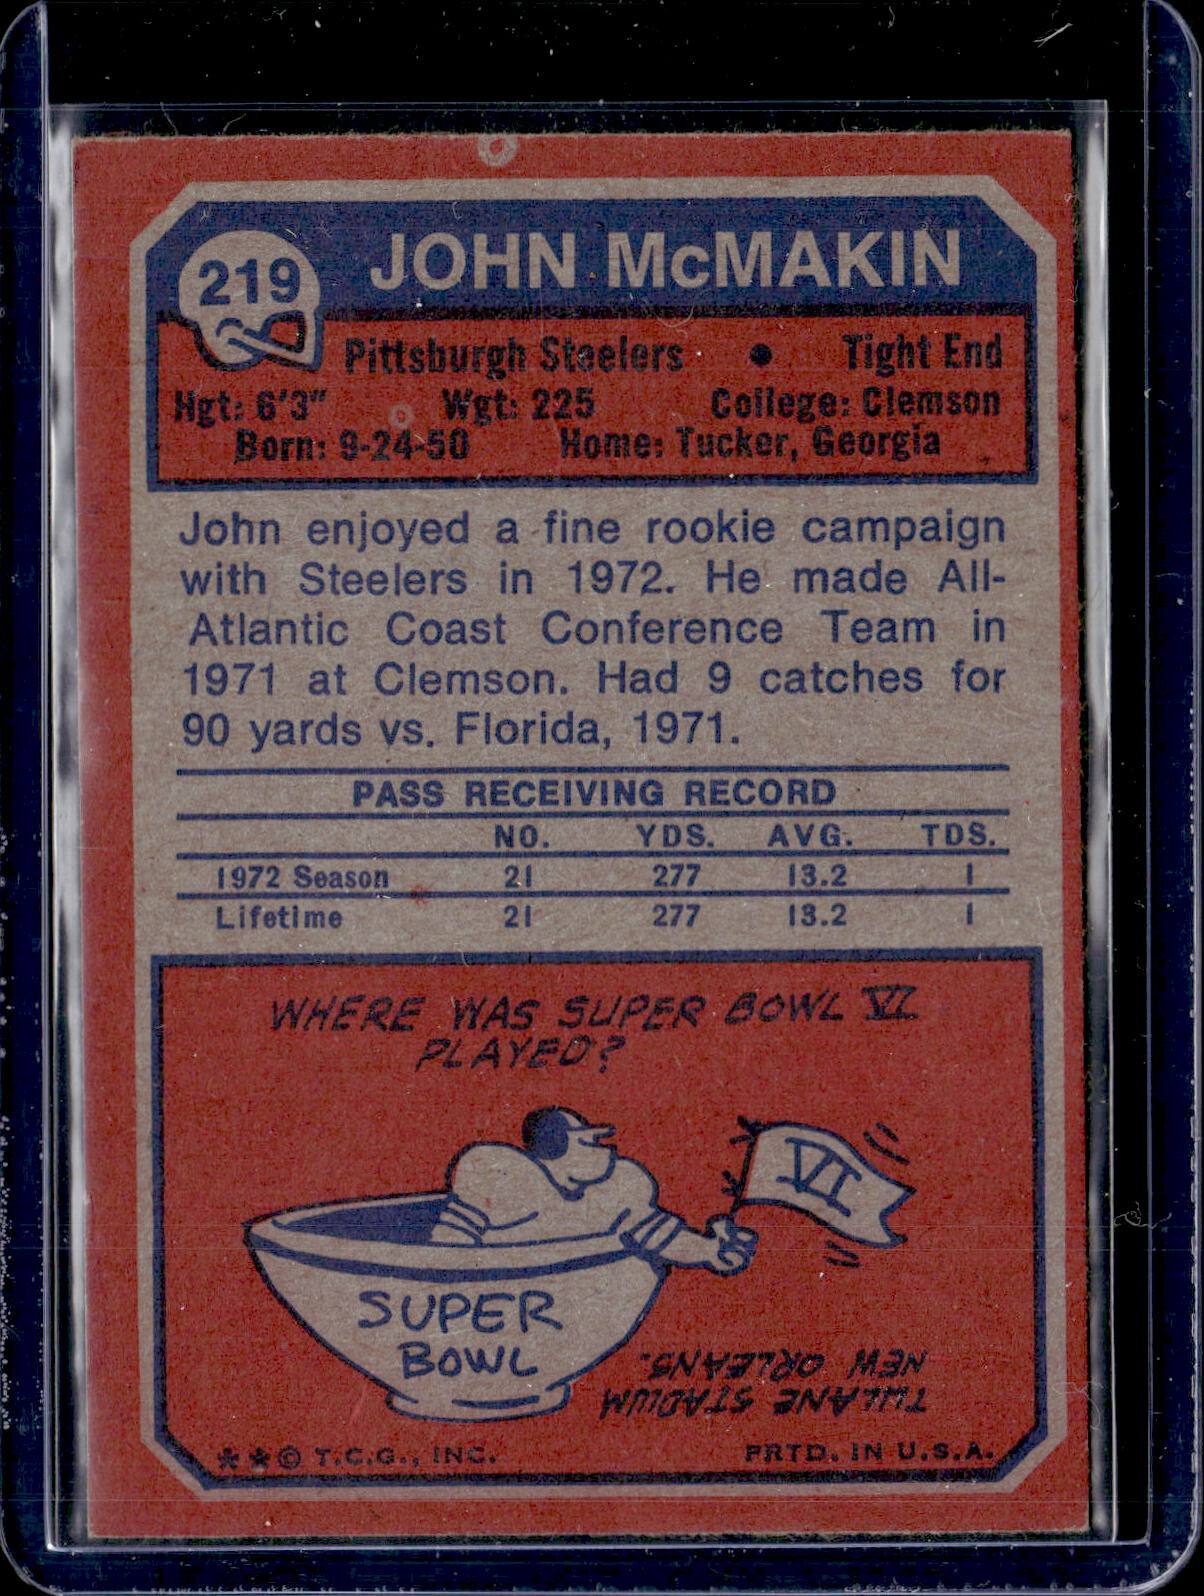 219
JOHN McMAKIN
Pittsburgh Steelers • Tight End
Hgt: 6'3" Wgt: 225 College: Clemson
Born: 9-24-50 Home: Tucker, Georgia
John enjoyed a fine rookie campaign
with Steelers in 1972. He made All-
Atlantic Coast Conference Team in
1971 at Clemson. Had 9 catches for
90 yards vs. Florida, 1971.
PASS RECEIVING RECORD
NO. YDS. AVG. TDS.
1972 Season 21 277 13.2 1
Lifetime 21 277 13.2 1
WHERE WAS SUPER BOWL VI
PLAYED?
VI
SUPER
BOWL
TULANE STADIUM
NEW ORLEANS.
**© T.C.G., INC. PRTD. IN U.S.A.